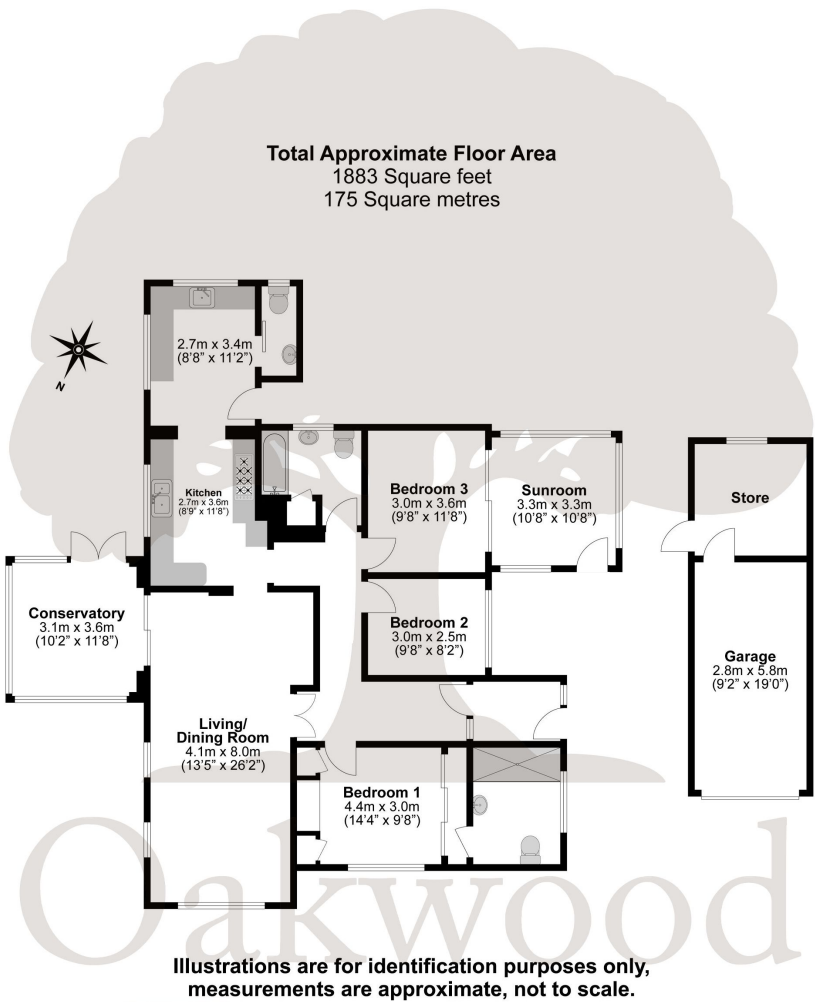 Total Approximate Floor Area
1883 Square feet
175 Square metres
2.7m x 3.4m
(8'8” x 11'2”)
N
Kitchen
2.7m x 3.6m
(8'9” x 11'8”)
Bedroom 3
3.0m x 3.6m
(9'8” x 11'8”)
Sunroom
3.3m x 3.3m
(10'8” x 10'8”)
Store
Conservatory
3.1m x 3.6m
(10'2” x 11'8”)
Bedroom 2
3.0m x 2.5m
(9'8” x 8'2”)
Garage
2.8m x 5.8m
(9'2” x 19'0”)
Living/
Dining Room
4.1m x 8.0m
(13'5” x 26'2”)
Bedroom 1
4.4m x 3.0m
(14'4” x 9'8”)
Oakwood
Illustrations are for identification purposes only,
measurements are approximate, not to scale.